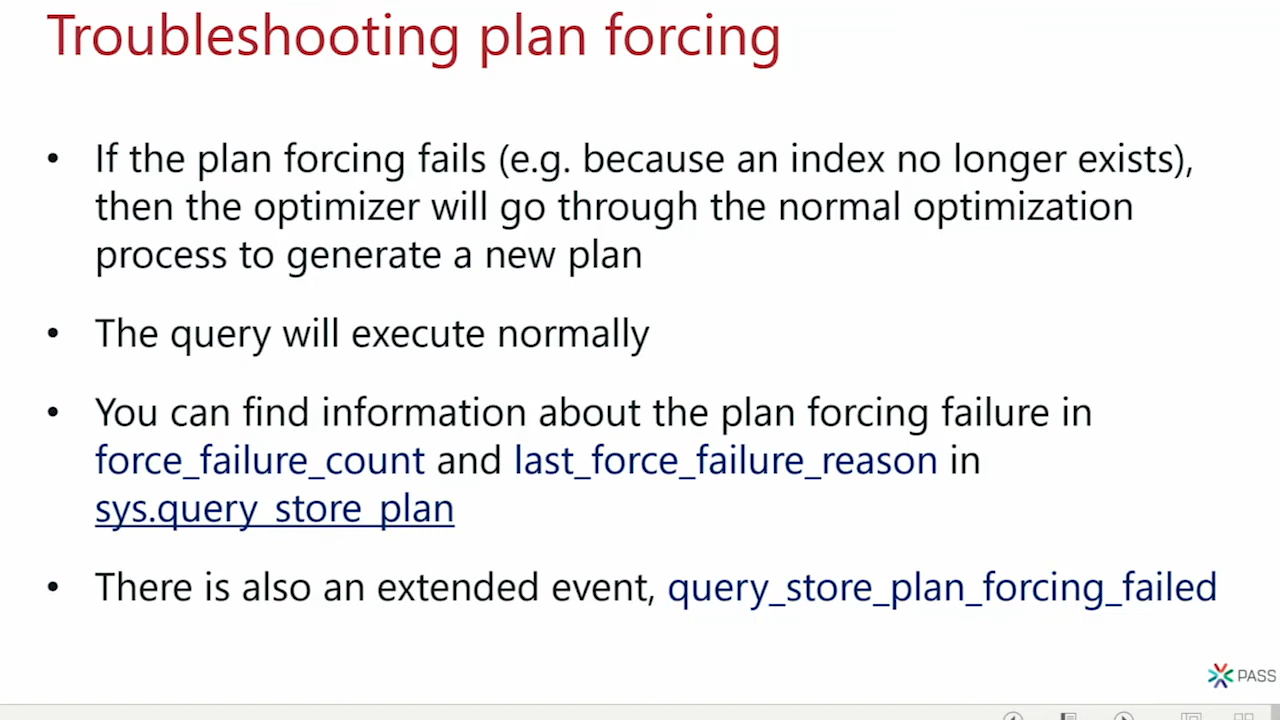 Troubleshooting plan forcing
• If the plan forcing fails (e.g. because an index no longer exists),
then the optimizer will go through the normal optimization
process to generate a new plan
• The query will execute normally
• You can find information about the plan forcing failure in
force_failure_count and last_force_failure_reason in
sys.query_store_plan
• There is also an extended event, query_store_plan_forcing_failed
PASS